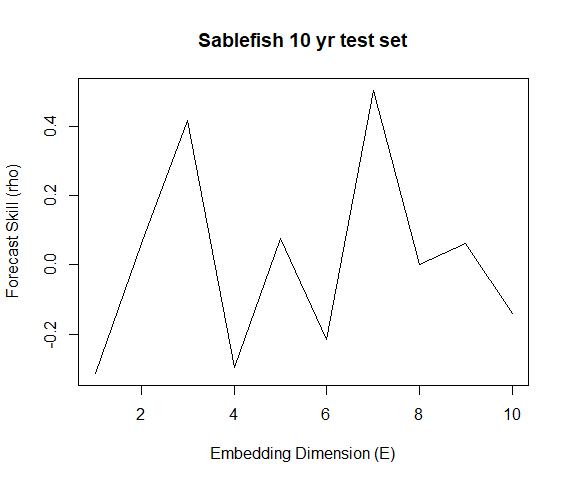 Sablefish 10 yr test set
Forecast Skill (rho)
0.4
0.2
0.0
-0.2
2 4 6 8 10
Embedding Dimension (E)